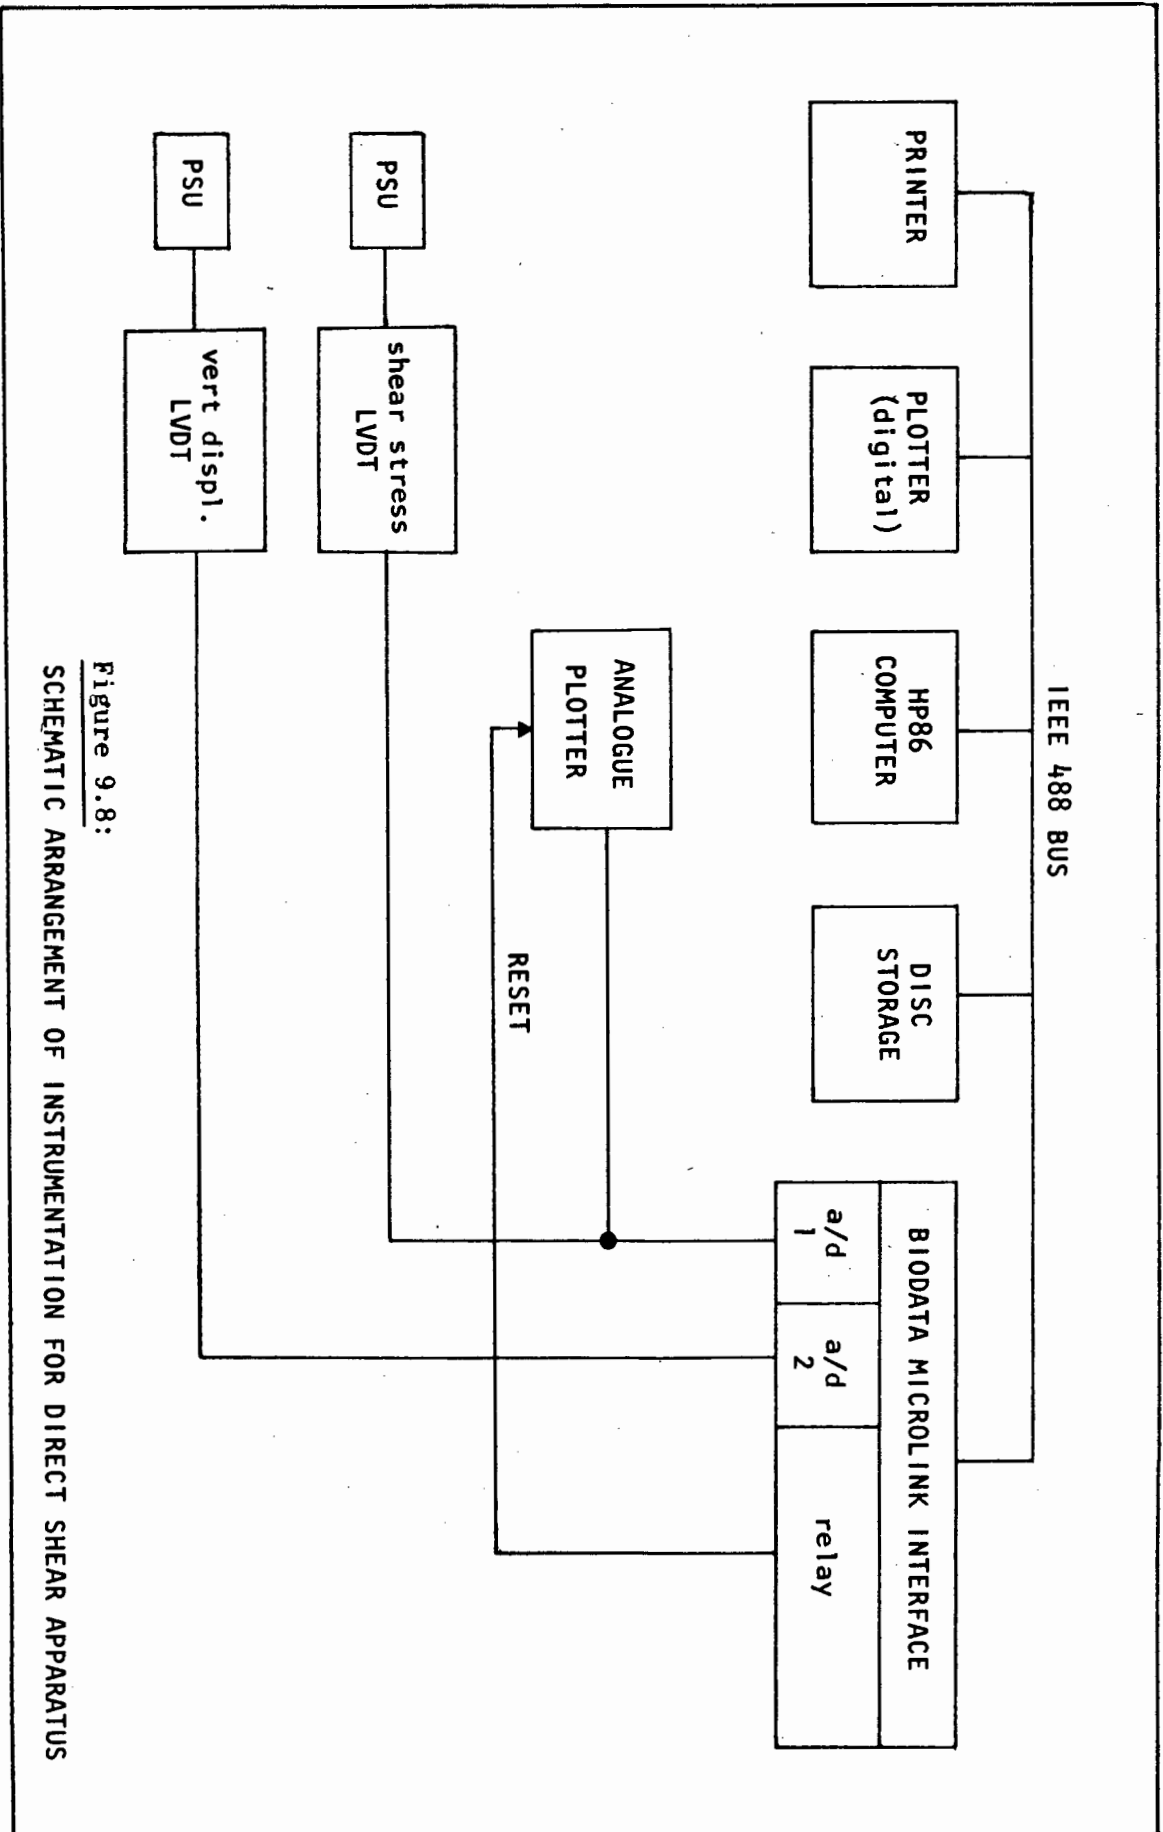 IEEE 488 BUS
PRINTER
PLOTTER
(digital)
HP86
COMPUTER
DISC
STORAGE
BIODATA MICROLINK INTERFACE
a/d
1
a/d
2
relay
ANALOGUE
PLOTTER
RESET
PSU
shear stress
LVDT
PSU
vert displ.
LVDT
Figure 9.8:
SCHEMATIC ARRANGEMENT OF INSTRUMENTATION FOR DIRECT SHEAR APPARATUS